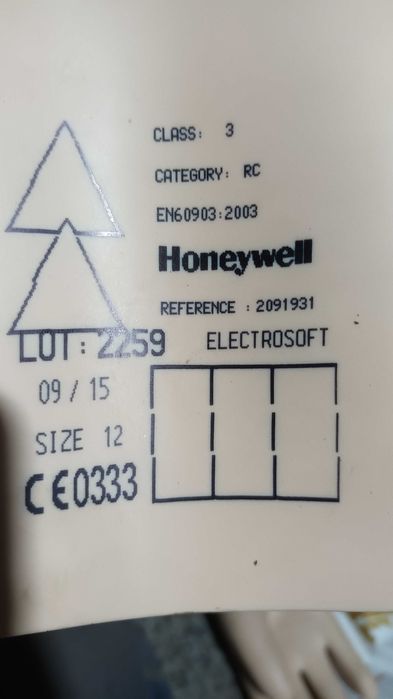 CLASS: 3
CATEGORY: RC
EN60903:2003
Honeywell
REFERENCE : 2091931
LOT: 2259
ELECTROSOFT
09 / 15
SIZE 12
CE0333